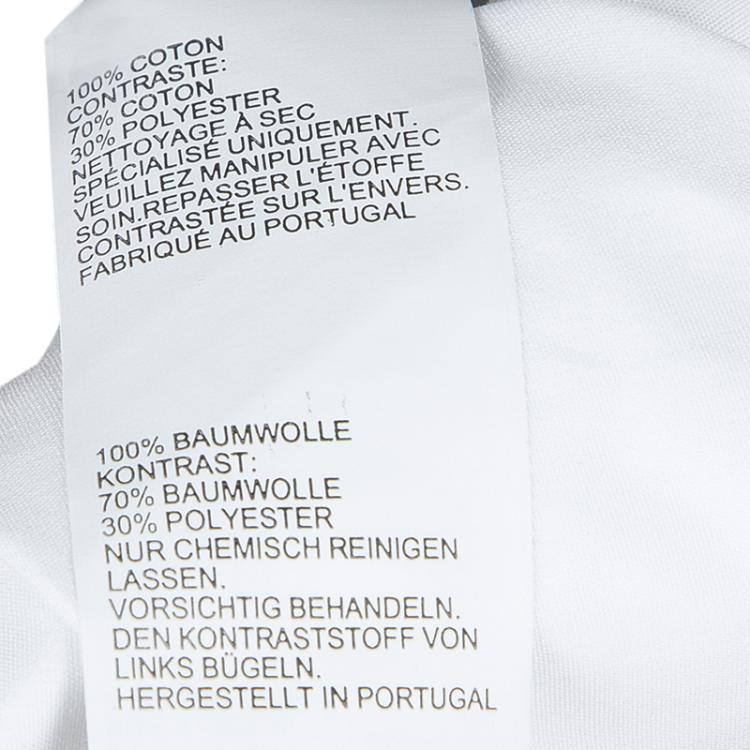 100% COTON
CONTRASTE:
70% COTON
30% POLYESTER
NETTOYAGE À SEC
SPÉCIALISÉ UNIQUEMENT.
VEUILLEZ MANIPULER AVEC
SOIN.REPASSER L'ÉTOFFE
CONTRASTÉE SUR L'ENVERS.
FABRIQUÉ AU PORTUGAL
100% BAUMWOLLE
KONTRAST:
70% BAUMWOLLE
30% POLYESTER
NUR CHEMISCH REINIGEN
LASSEN.
VORSICHTIG BEHANDELN.
DEN KONTRASTSTOFF VON
LINKS BÜGELN.
HERGESTELLT IN PORTUGAL